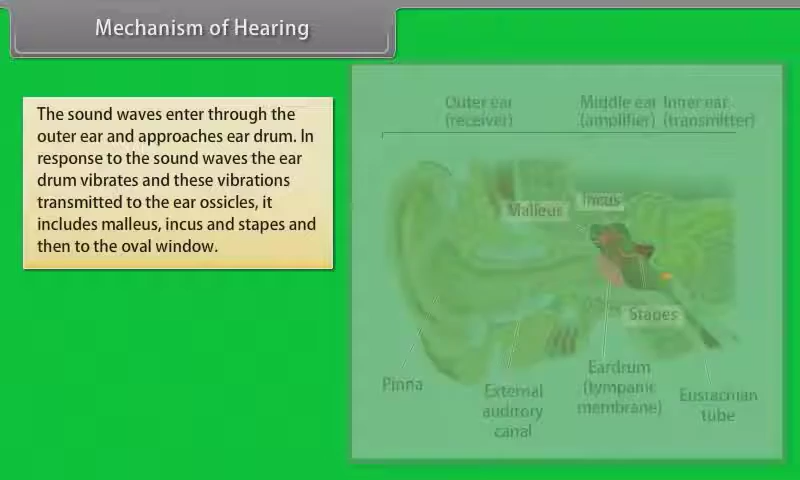 Mechanism of Hearing
The sound waves enter through the
outer ear and approaches ear drum. In
response to the sound waves the ear
drum vibrates and these vibrations
transmitted to the ear ossicles, it
includes malleus, incus and stapes and
then to the oval window.
Outer ear
(receiver)
Middle ear
(amplifier)
Inner ear
(transmitter)
Malleus
Incus
Stapes
Pinna
External
auditory
canal
Eardrum
(tympanic
membrane)
Eustachian
tube